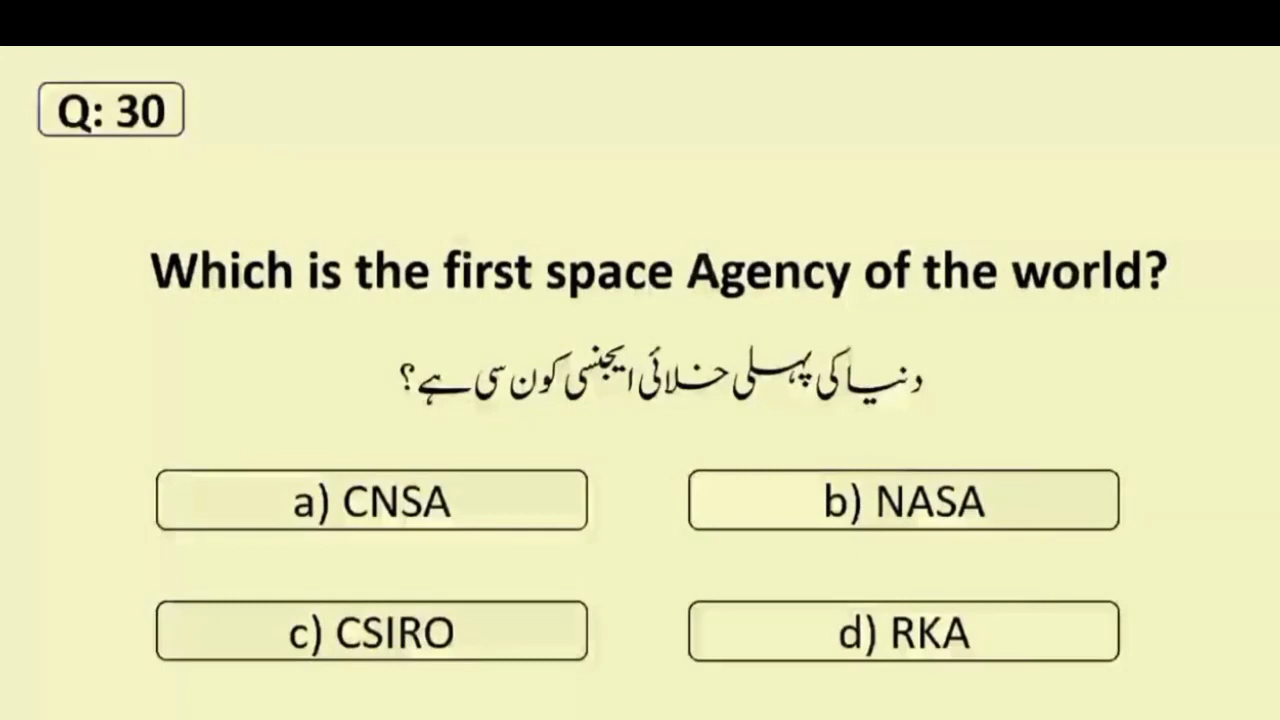 Q: 30
Which is the first space Agency of the world?
دنیا کی پہلی خلائی ایجنسی کون سی ہے؟
a) CNSA
b) NASA
c) CSIRO
d) RKA